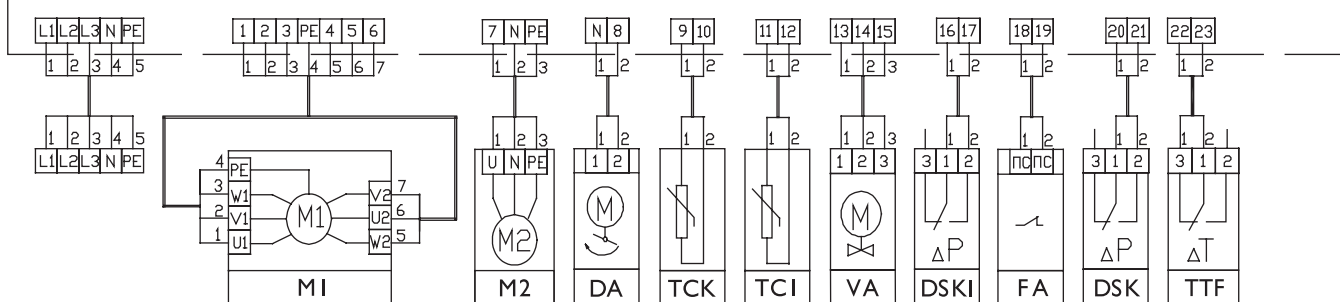 L1 L2 L3 N PE 1 2 3 PE 4 5 6 7 N PE N 8 9 10 11 12 13 14 15 16 17 18 19 20 21 22 23
1 2 3 4 5 1 2 3 4 5 6 7 1 2 3 1 2 1 2 1 2 1 2 3 1 2 1 2 1 2 1 2
1 2 3 4 5 1 2 3 1 2 1 2 1 2 1 2 3 1 2 1 2 1 2 1 2
L1 L2 L3 N PE U N PE 1 2 1 2 3 3 1 2 ПС ПС 3 1 2 3 1 2
4 PE
3 W1 V2 7
2 V1 M1 U2 6
1 U1 W2 5
M2 M M ΔP ΔP ΔT
M1 M2 DA TCK TC1 VA DSK1 FA DSK TTF